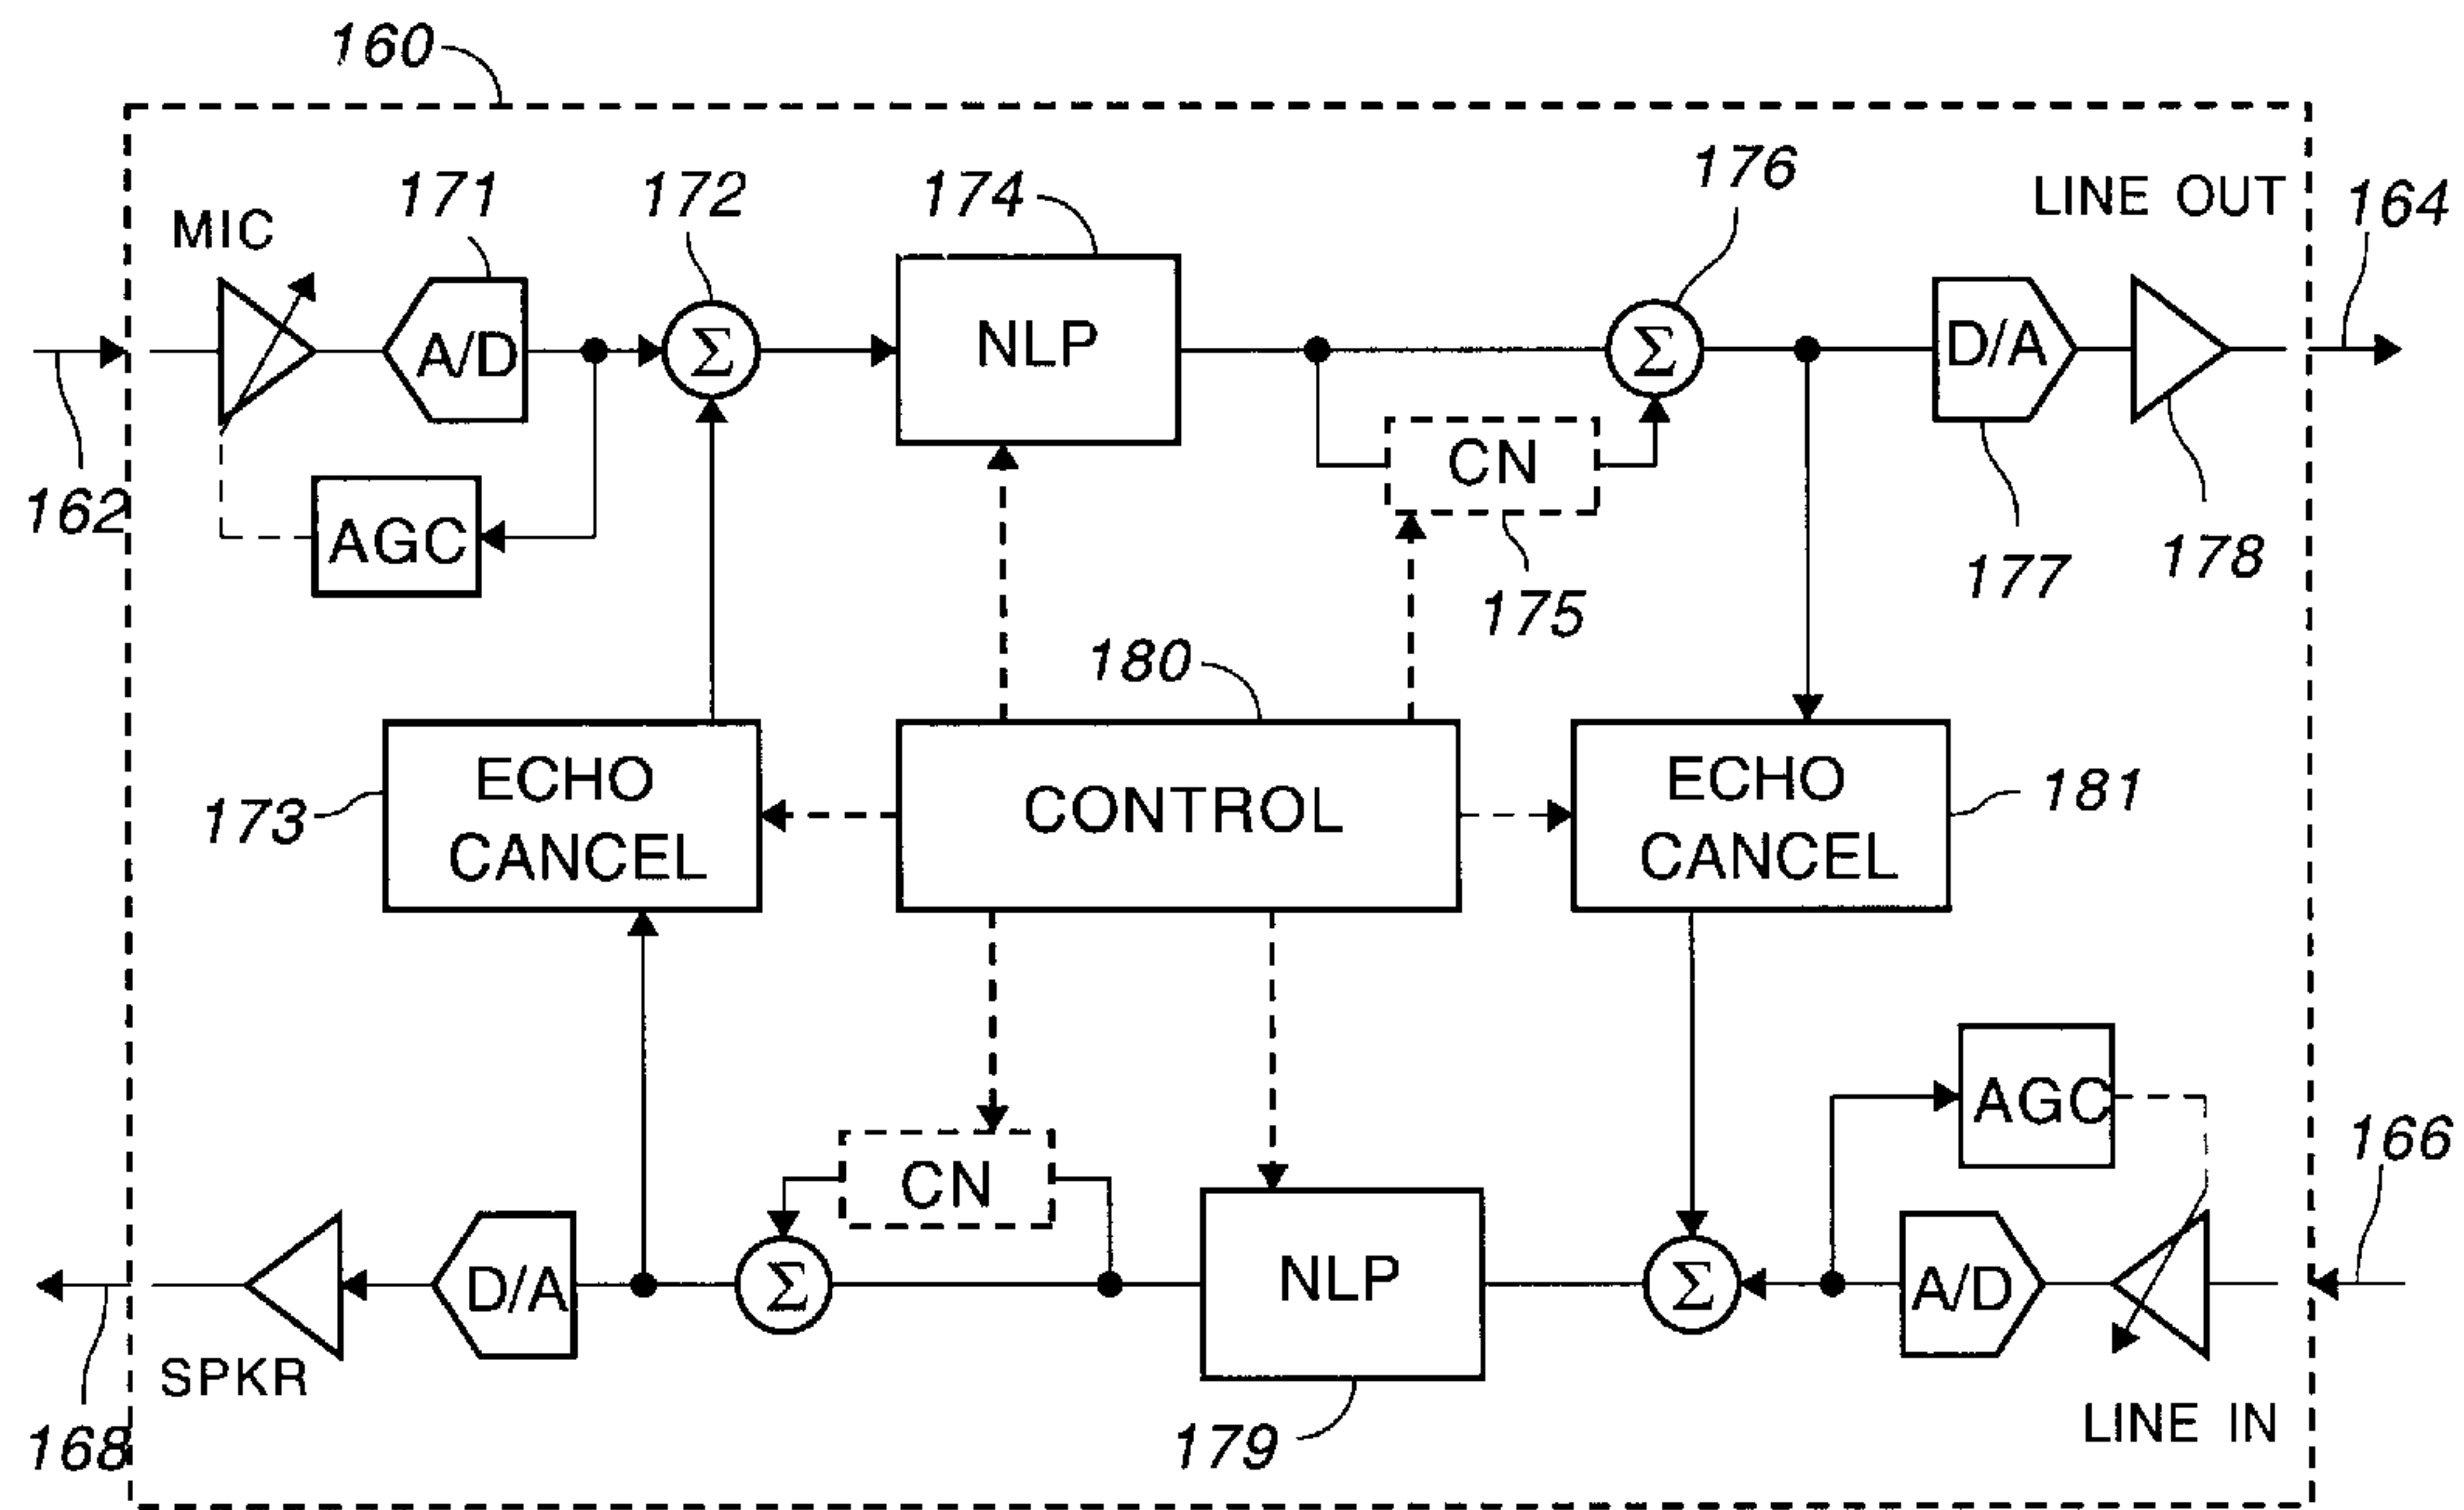 160
171
172
174
176
MIC
LINE OUT
164
A/D
Σ
NLP
Σ
D/A
CN
162
AGC
175
177
178
180
173
ECHO
CANCEL
CONTROL
ECHO
CANCEL
181
AGC
166
CN
D/A
Σ
NLP
Σ
A/D
SPKR
168
179
LINE IN